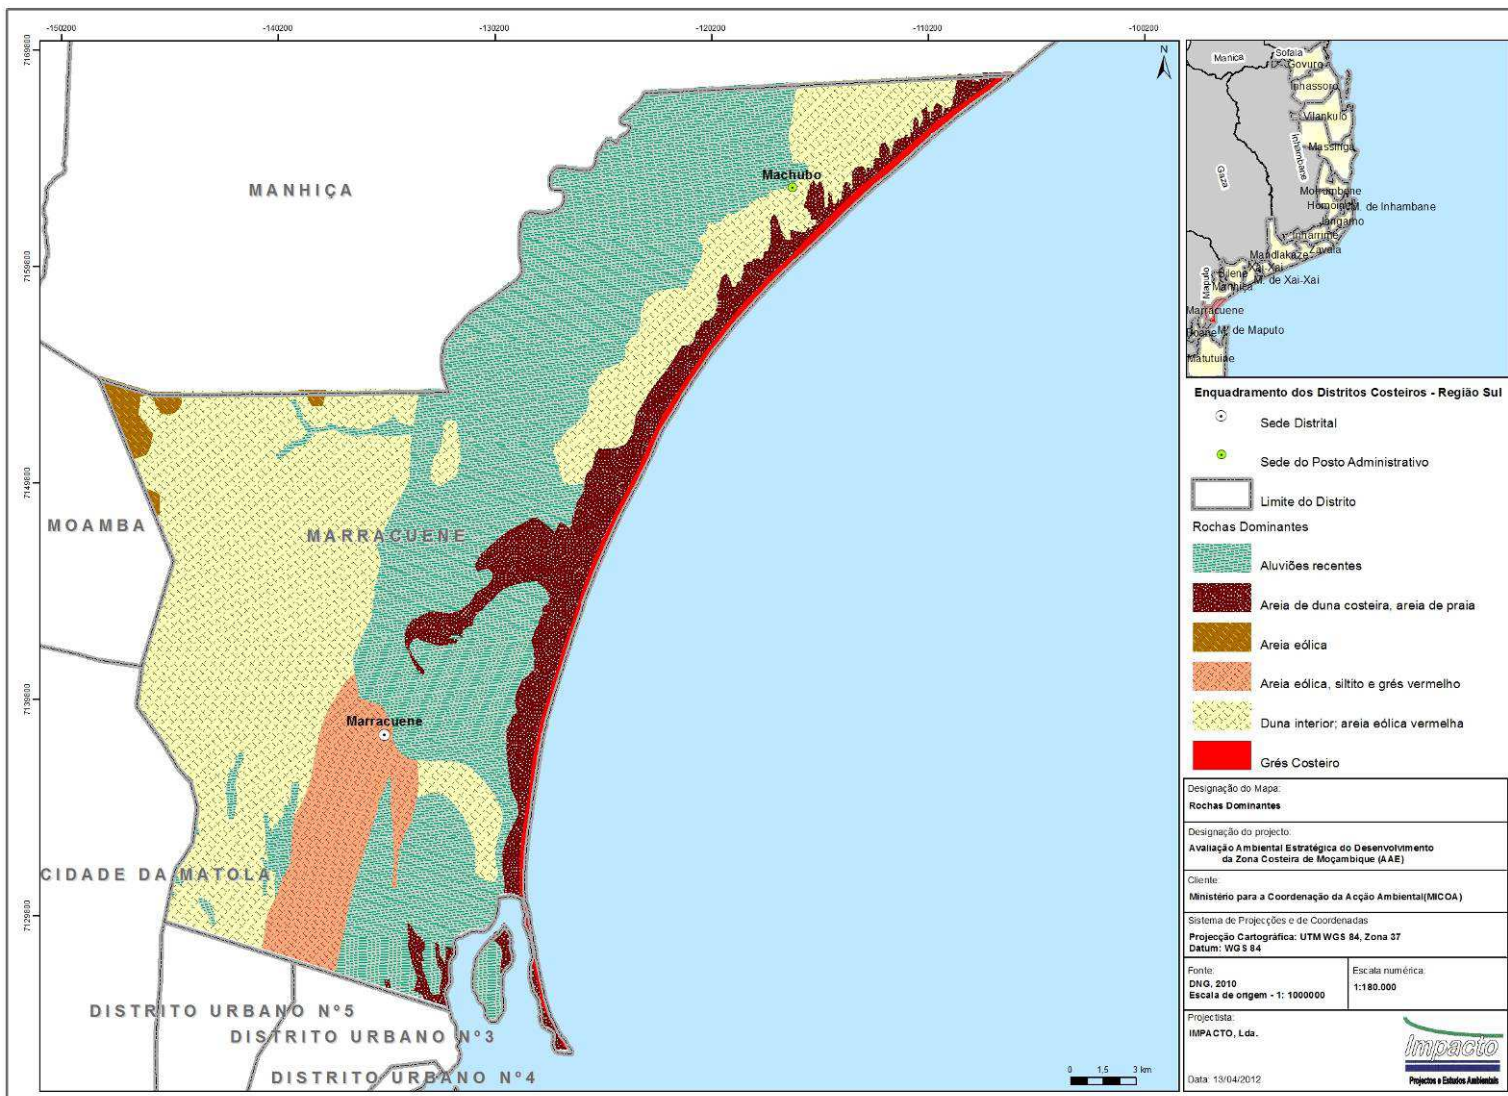 -150200
-140200
-130200
-120200
-110200
-100200
7169800
7159800
7149800
7139800
7129800
N
MANHIÇA
Machubo
MOAMBA
MARRACUENE
Marracuene
CIDADE DA MATOLA
DISTRITO URBANO Nº5
DISTRITO URBANO Nº3
DISTRITO URBANO Nº4
0 1,5 3 km
Manica
Sofala
Govuro
Inhassoro
Vilankulo
Inhambane
Massinga
Gaza
Morrumbene
Homoine
M. de Inhambane
Jangamo
Inharrime
Zavala
Mandlakaze
Xai-Xai
Bilene
M. de Xai-Xai
Manhiça
Maputo
Marracuene
M. de Maputo
Boane
Matutuine
Enquadramento dos Distritos Costeiros - Região Sul
Sede Distrital
Sede do Posto Administrativo
Limite do Distrito
Rochas Dominantes
Aluviões recentes
Areia de duna costeira, areia de praia
Areia eólica
Areia eólica, siltito e grés vermelho
Duna interior; areia eólica vermelha
Grés Costeiro
Designação do Mapa:
Rochas Dominantes
Designação do projecto:
Avaliação Ambiental Estratégica do Desenvolvimento
da Zona Costeira de Moçambique (AAE)
Cliente:
Ministério para a Coordenação da Acção Ambiental(MICOA)
Sistema de Projecções e de Coordenadas
Projecção Cartográfica: UTM WGS 84, Zona 37
Datum: WGS 84
Fonte:
DNG, 2010
Escala de origem - 1: 1000000
Escala numérica:
1:180.000
Projectista:
IMPACTO, Lda.
Data: 13/04/2012
Impacto
Projectos e Estudos Ambientais